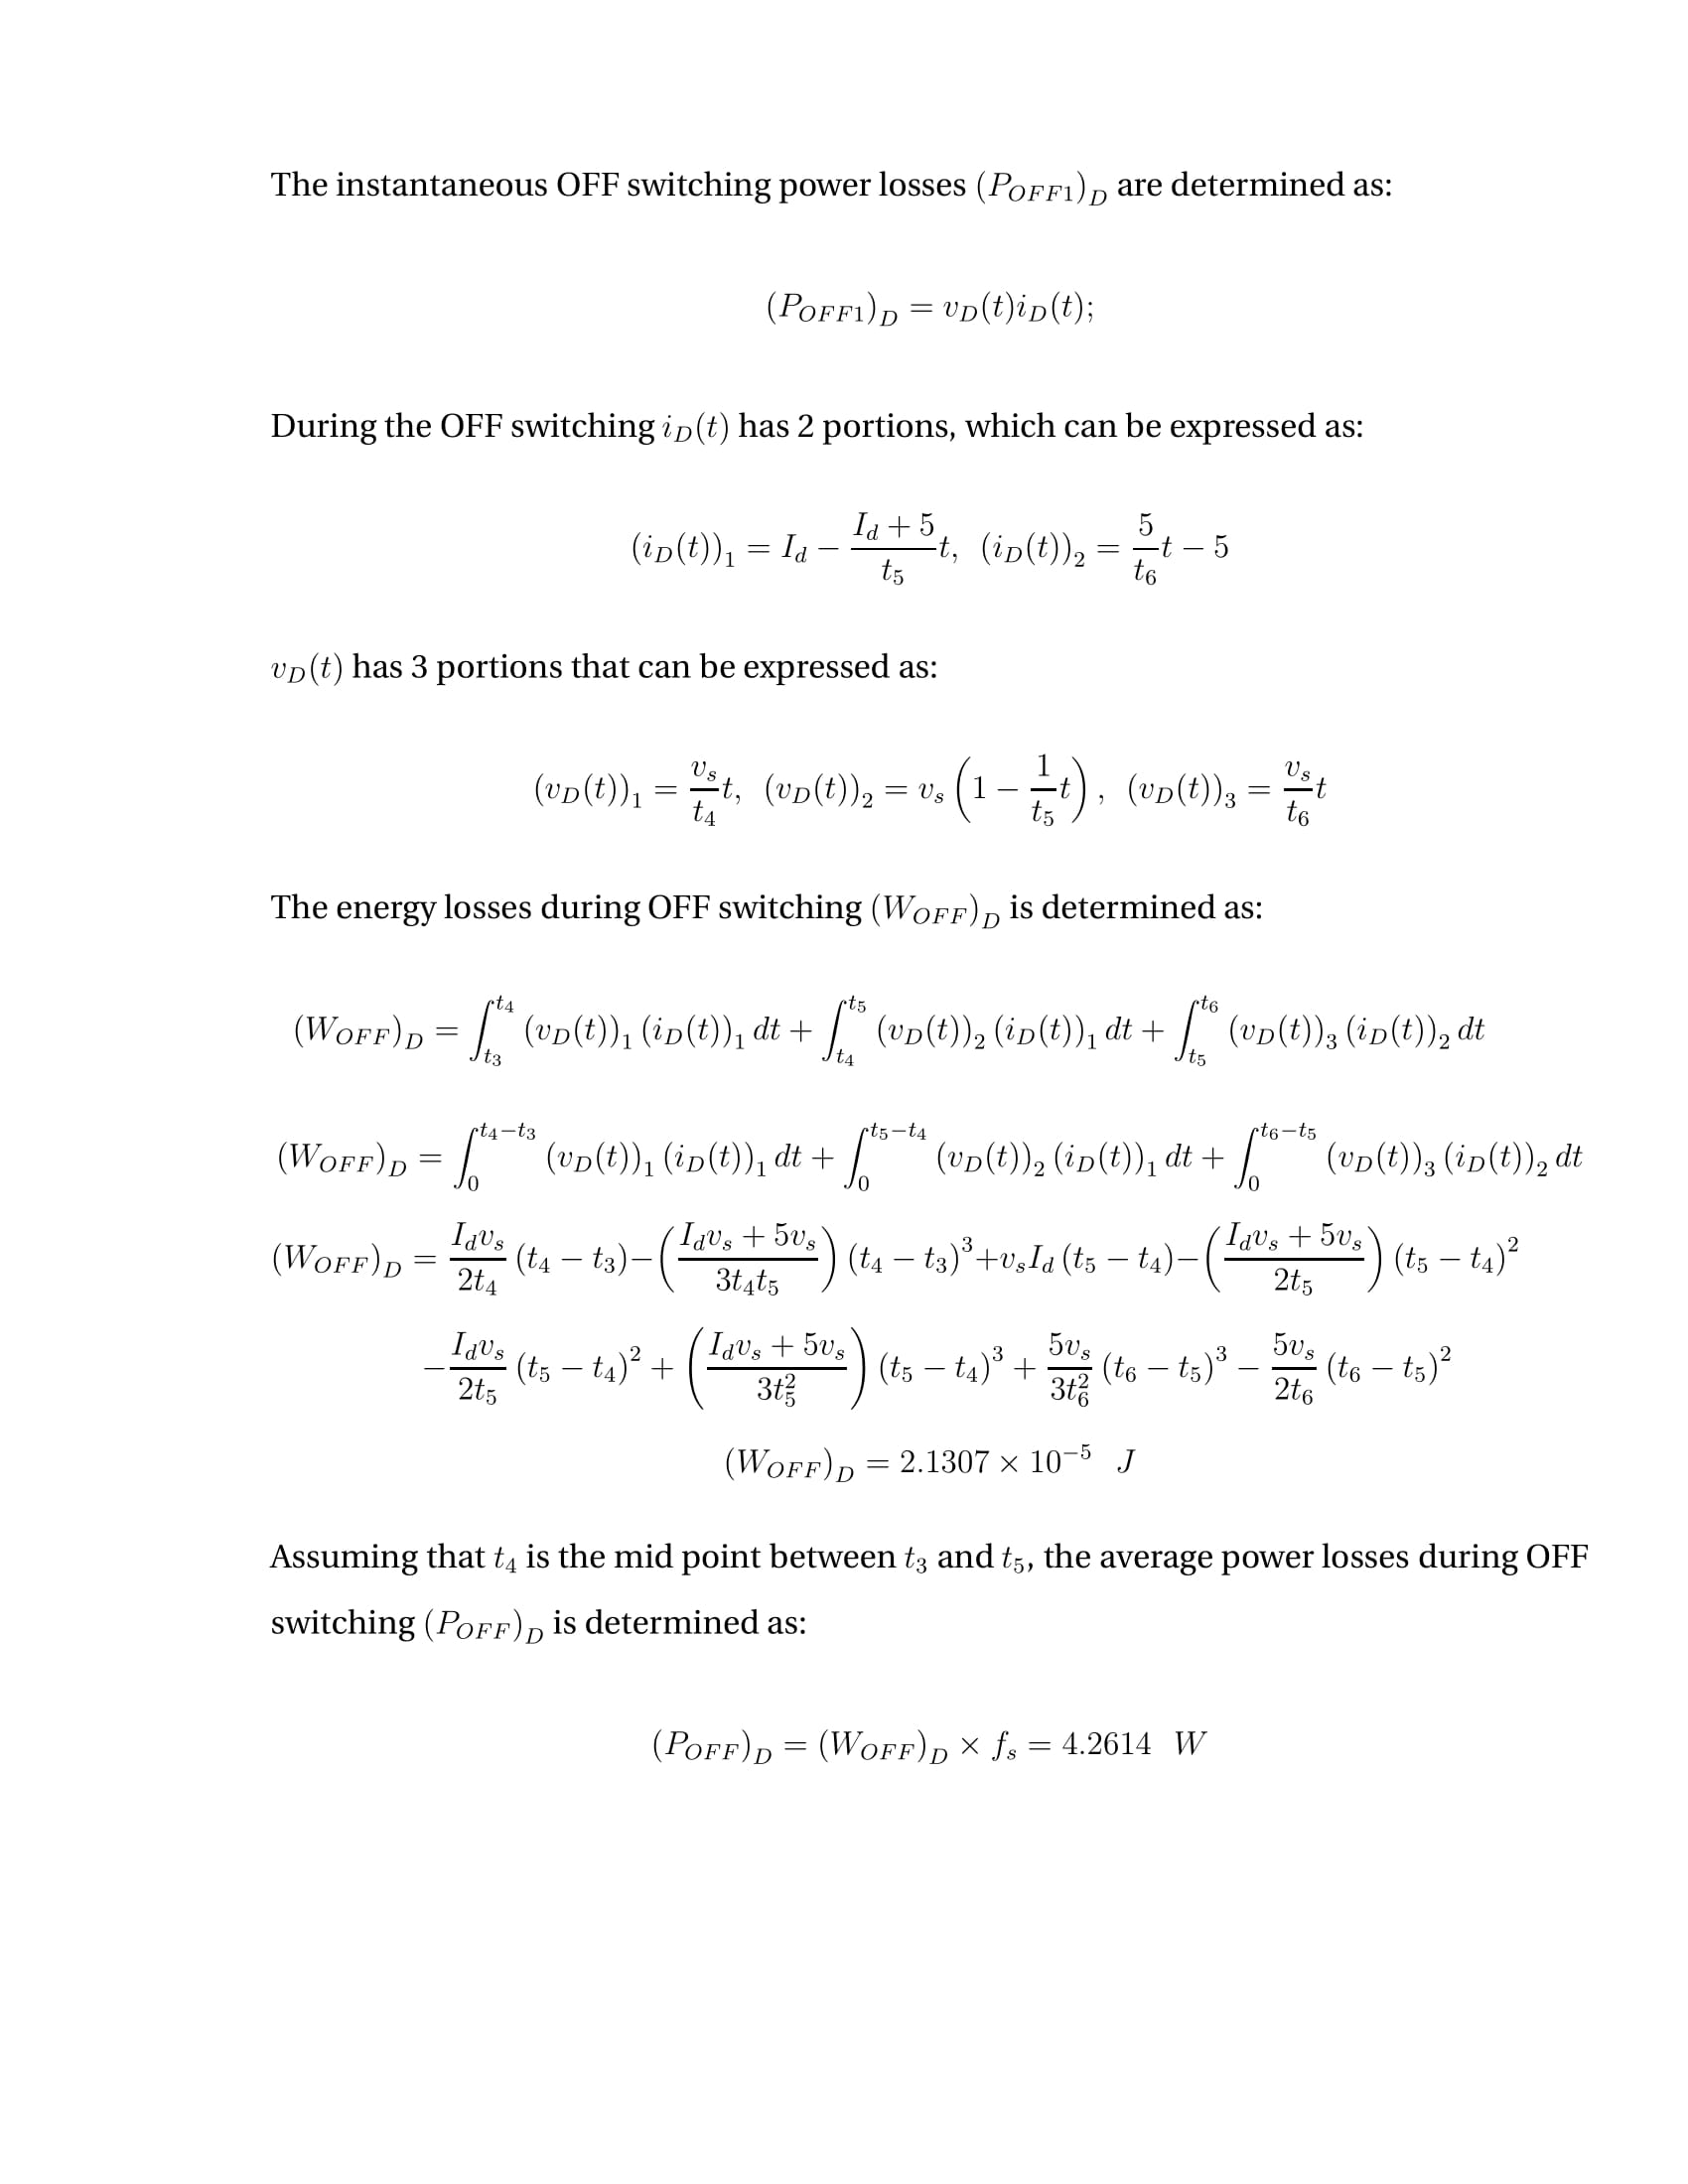 The instantaneous OFF switching power losses $(P_{OFF1})_D$ are determined as:
$(P_{OFF1})_D = v_D(t)i_D(t);$
During the OFF switching $i_D(t)$ has 2 portions, which can be expressed as:
$(i_D(t))_1 = I_d - \frac{I_d + 5}{t_5}t, \; (i_D(t))_2 = \frac{5}{t_6}t - 5$
$v_D(t)$ has 3 portions that can be expressed as:
$(v_D(t))_1 = \frac{v_s}{t_4}t, \; (v_D(t))_2 = v_s\left(1 - \frac{1}{t_5}t\right), \; (v_D(t))_3 = \frac{v_s}{t_6}t$
The energy losses during OFF switching $(W_{OFF})_D$ is determined as:
$(W_{OFF})_D = \int_{t_3}^{t_4} (v_D(t))_1 (i_D(t))_1 dt + \int_{t_4}^{t_5} (v_D(t))_2 (i_D(t))_1 dt + \int_{t_5}^{t_6} (v_D(t))_3 (i_D(t))_2 dt$
$(W_{OFF})_D = \int_0^{t_4-t_3} (v_D(t))_1 (i_D(t))_1 dt + \int_0^{t_5-t_4} (v_D(t))_2 (i_D(t))_1 dt + \int_0^{t_6-t_5} (v_D(t))_3 (i_D(t))_2 dt$
$(W_{OFF})_D = \frac{I_d v_s}{2t_4}(t_4 - t_3) - \left(\frac{I_d v_s + 5v_s}{3t_4t_5}\right)(t_4 - t_3)^3 + v_s I_d (t_5 - t_4) - \left(\frac{I_d v_s + 5v_s}{2t_5}\right)(t_5 - t_4)^2$
$- \frac{I_d v_s}{2t_5}(t_5 - t_4)^2 + \left(\frac{I_d v_s + 5v_s}{3t_5^2}\right)(t_5 - t_4)^3 + \frac{5v_s}{3t_6^2}(t_6 - t_5)^3 - \frac{5v_s}{2t_6}(t_6 - t_5)^2$
$(W_{OFF})_D = 2.1307 \times 10^{-5} \; J$
Assuming that $t_4$ is the mid point between $t_3$ and $t_5$, the average power losses during OFF
switching $(P_{OFF})_D$ is determined as:
$(P_{OFF})_D = (W_{OFF})_D \times f_s = 4.2614 \; W$